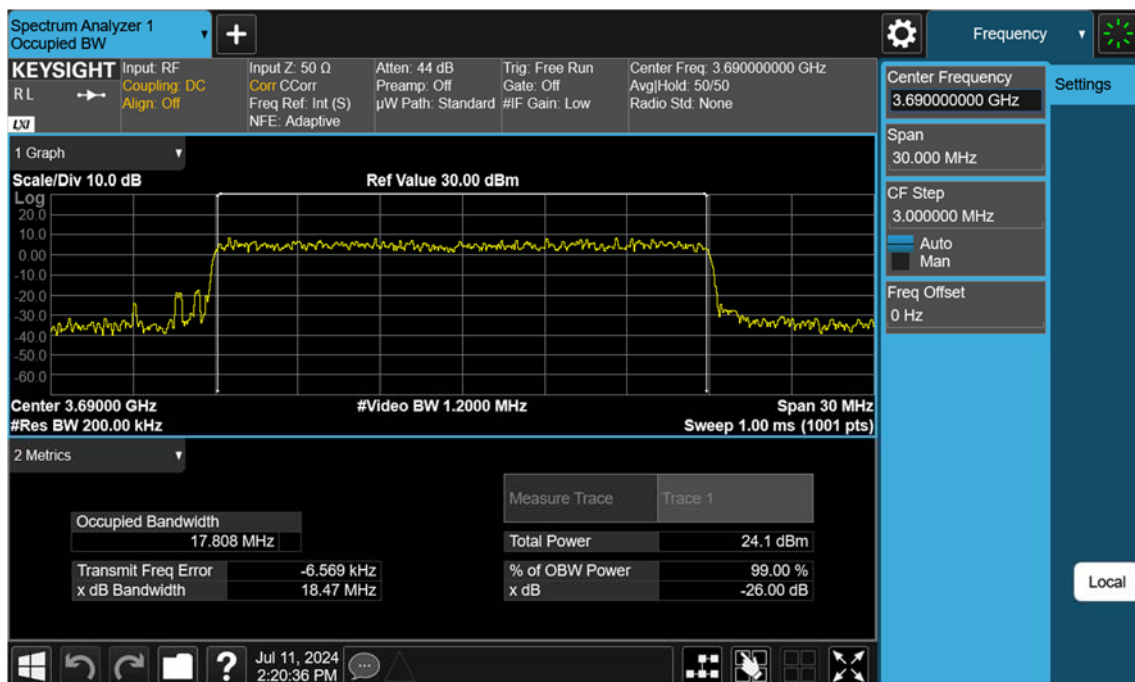 Spectrum Analyzer 1
Occupied BW
+
Frequency
KEYSIGHT
RL
LXI
Input: RF
Coupling: DC
Align: Off
Input Z: 50 Ω
Corr CCorr
Freq Ref: Int (S)
NFE: Adaptive
Atten: 44 dB
Preamp: Off
µW Path: Standard
Trig: Free Run
Gate: Off
#IF Gain: Low
Center Freq: 3.690000000 GHz
Avg|Hold: 50/50
Radio Std: None
Center Frequency
3.690000000 GHz
Settings
Span
30.000 MHz
CF Step
3.000000 MHz
Auto
Man
Freq Offset
0 Hz
Local
1 Graph
Scale/Div 10.0 dB
Ref Value 30.00 dBm
Log
20.0
10.0
0.00
-10.0
-20.0
-30.0
-40.0
-50.0
-60.0
Center 3.69000 GHz
#Video BW 1.2000 MHz
Span 30 MHz
#Res BW 200.00 kHz
Sweep 1.00 ms (1001 pts)
2 Metrics
Measure Trace
Trace 1
Occupied Bandwidth
17.808 MHz
Total Power
24.1 dBm
Transmit Freq Error
-6.569 kHz
% of OBW Power
99.00 %
x dB Bandwidth
18.47 MHz
x dB
-26.00 dB
?
Jul 11, 2024
2:20:36 PM